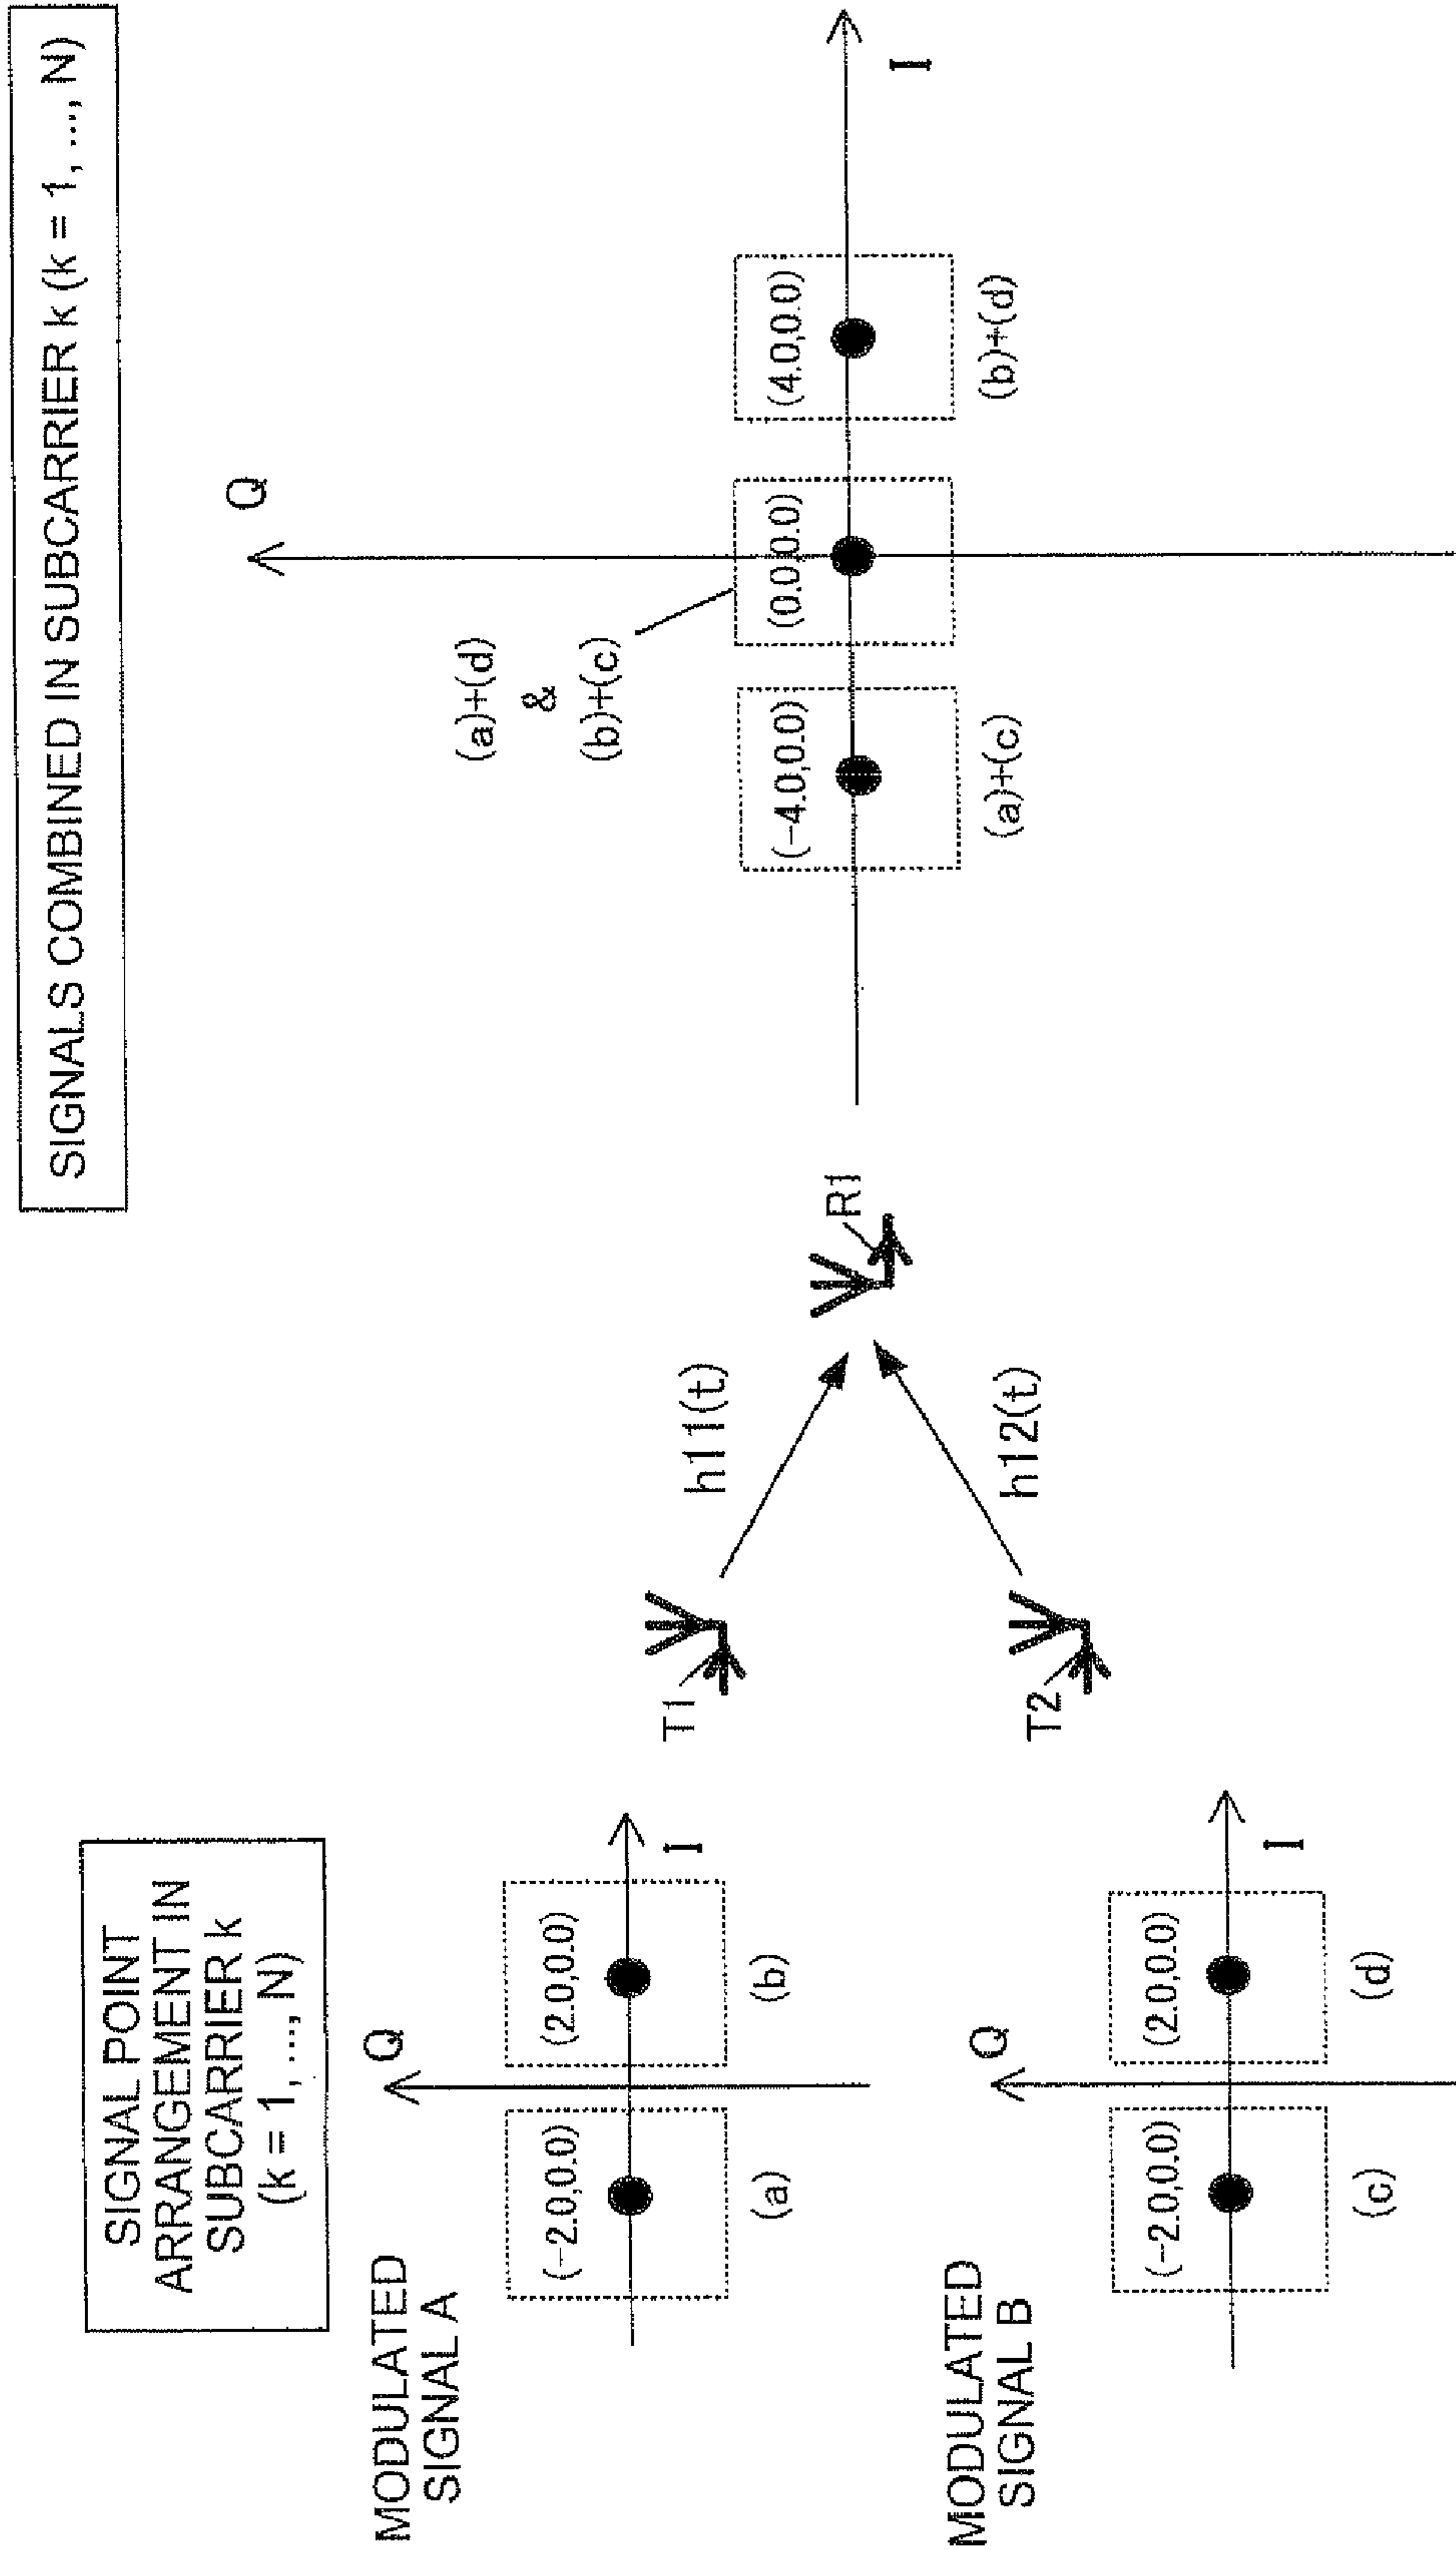 SIGNAL POINT
ARRANGEMENT IN
SUBCARRIER k
(k = 1, ..., N)
SIGNALS COMBINED IN SUBCARRIER k (k = 1, ..., N)
MODULATED
SIGNAL A
Q
(-2.0,0.0)
(2.0,0.0)
I
(a)
(b)
MODULATED
SIGNAL B
Q
(-2.0,0.0)
(2.0,0.0)
I
(c)
(d)
T1
T2
h11(t)
h12(t)
R1
Q
(a)+(d)
&
(b)+(c)
(-4.0,0.0)
(0.0,0.0)
(4.0,0.0)
I
(a)+(c)
(b)+(d)